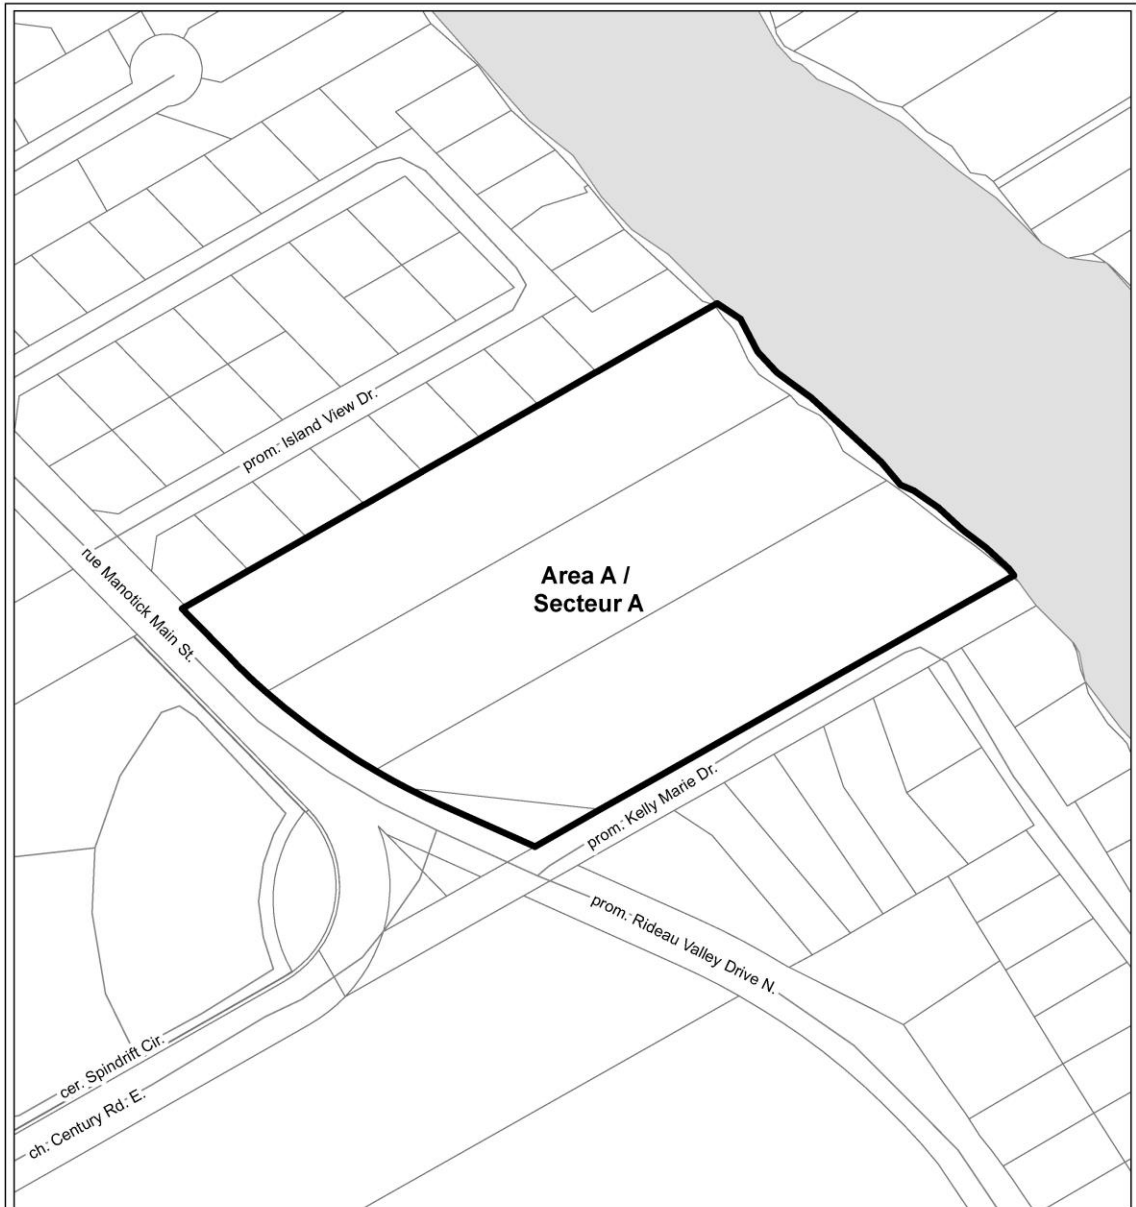 prom. Island View Dr.
rue Manotick Main St.
Area A /
Secteur A
prom. Kelly Marie Dr.
prom. Rideau Valley Drive N.
cer. Spindrift Cir.
ch. Century Rd. E.